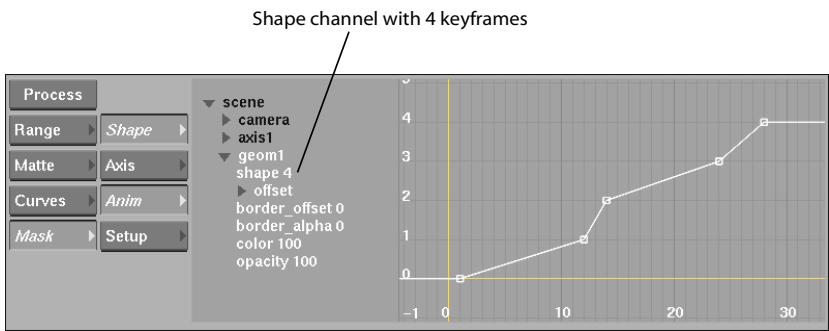 Shape channel with 4 keyframes
Process
Range
Shape
Matte
Axis
Curves
Anim
Mask
Setup
scene
camera
axis1
geom1
shape 4
offset
border_offset 0
border_alpha 0
color 100
opacity 100
4
3
2
1
0
-1 0 10 20 30